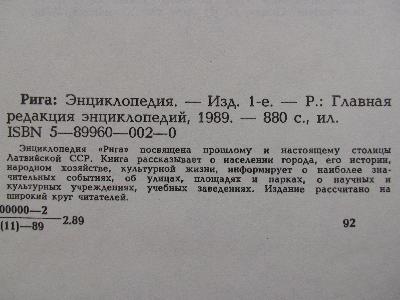 Рига: Энциклопедия. — Изд. 1-е. — Р.: Главная
редакция энциклопедий, 1989. — 880 с., ил.
ISBN 5—89960—002—0
Энциклопедия «Рига» посвящена прошлому и настоящему столицы
Латвийской ССР. Книга рассказывает о населении города, его истории,
народном хозяйстве, культурной жизни, информирует о наиболее зна-
чительных событиях, об улицах, площадях и парках, о научных и
культурных учреждениях, учебных заведениях. Издание рассчитано на
широкий круг читателей.
00000—2
(11)—89
2.89
92